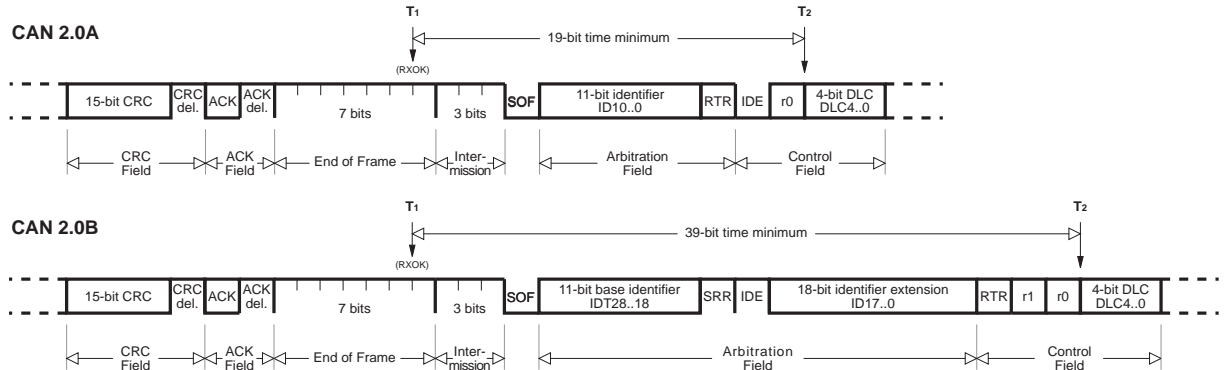 T1 T2
CAN 2.0A
19-bit time minimum
(RXOK)
15-bit CRC CRC del. ACK ACK del. 7 bits 3 bits SOF 11-bit identifier ID10..0 RTR IDE r0 4-bit DLC DLC4..0
CRC Field ACK Field End of Frame Inter-mission Arbitration Field Control Field
T1 T2
CAN 2.0B
39-bit time minimum
(RXOK)
15-bit CRC CRC del. ACK ACK del. 7 bits 3 bits SOF 11-bit base identifier IDT28..18 SRR IDE 18-bit identifier extension ID17..0 RTR r1 r0 4-bit DLC DLC4..0
CRC Field ACK Field End of Frame Inter-mission Arbitration Field Control Field